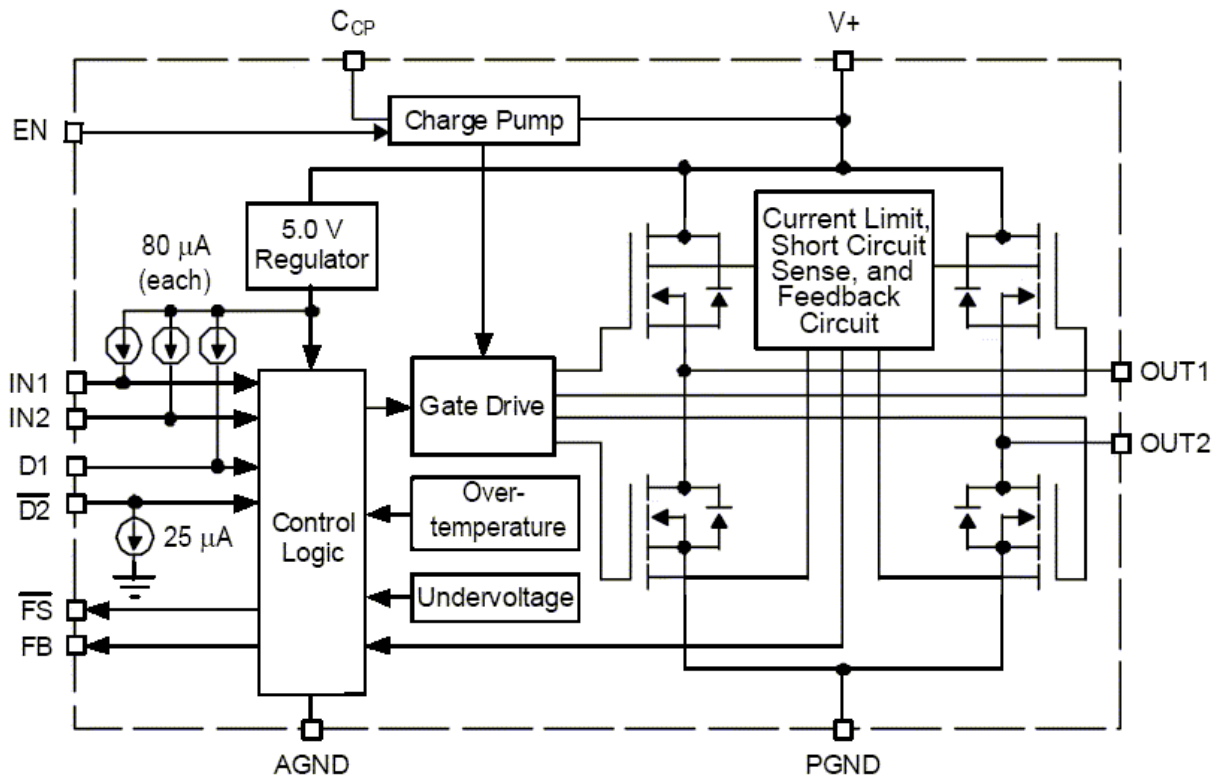 C_CP
V+
EN
Charge Pump
5.0 V
Regulator
80 μA
(each)
Current Limit,
Short Circuit
Sense, and
Feedback
Circuit
IN1
IN2
D1
D2
25 μA
FS
FB
Control
Logic
Gate Drive
Over-
temperature
Undervoltage
OUT1
OUT2
AGND
PGND